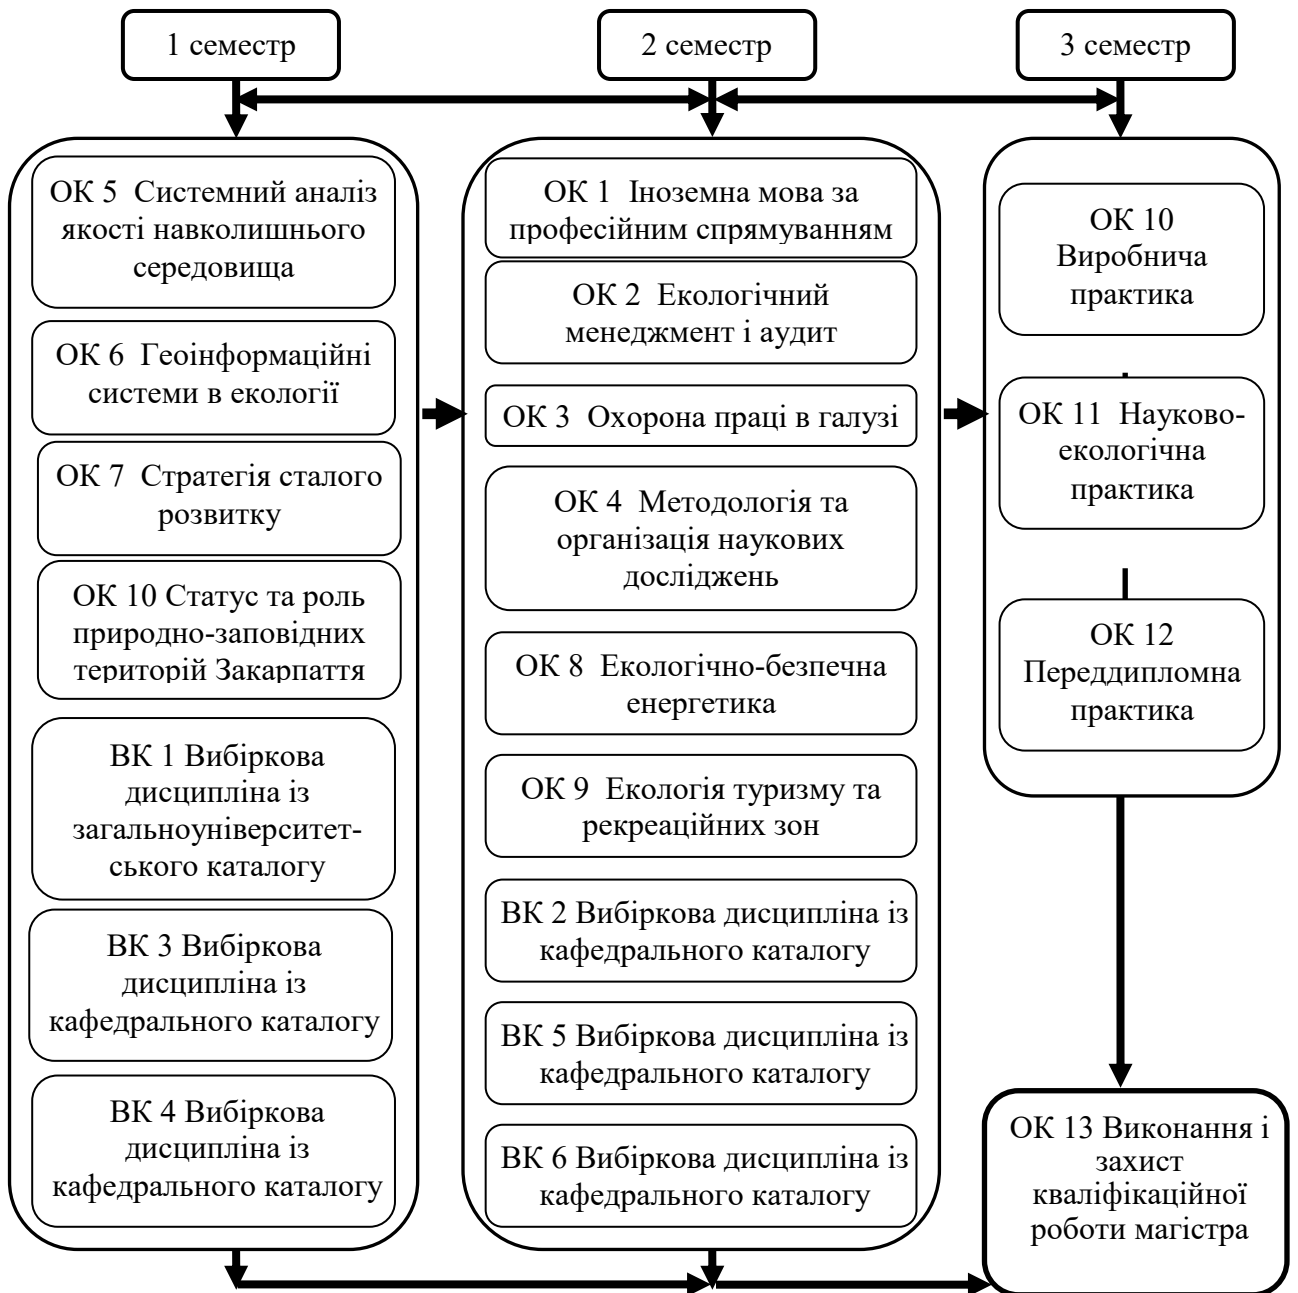 1 семестр
2 семестр
3 семестр
ОК 5 Системний аналіз
якості навколишнього
середовища
ОК 6 Геоінформаційні
системи в екології
ОК 7 Стратегія сталого
розвитку
ОК 10 Статус та роль
природно-заповідних
територій Закарпаття
ВК 1 Вибіркова
дисципліна із
загальноуніверситет-
ського каталогу
ВК 3 Вибіркова
дисципліна із
кафедрального каталогу
ВК 4 Вибіркова
дисципліна із
кафедрального каталогу
ОК 1 Іноземна мова за
професійним спрямуванням
ОК 2 Екологічний
менеджмент і аудит
ОК 3 Охорона праці в галузі
ОК 4 Методологія та
організація наукових
досліджень
ОК 8 Екологічно-безпечна
енергетика
ОК 9 Екологія туризму та
рекреаційних зон
ВК 2 Вибіркова дисципліна із
кафедрального каталогу
ВК 5 Вибіркова дисципліна із
кафедрального каталогу
ВК 6 Вибіркова дисципліна із
кафедрального каталогу
ОК 10
Виробнича
практика
ОК 11 Науково-
екологічна
практика
ОК 12
Переддипломна
практика
ОК 13 Виконання і
захист
кваліфікаційної
роботи магістра